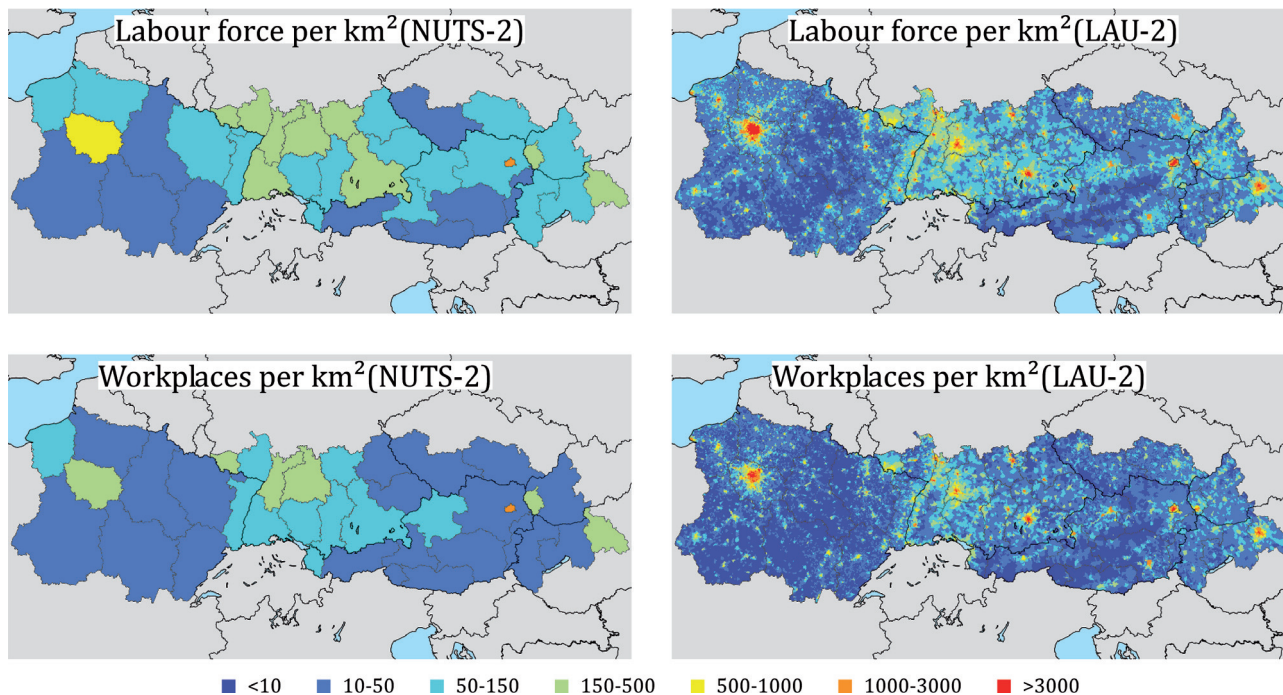 Labour force per km²(NUTS-2)
Labour force per km²(LAU-2)
Workplaces per km²(NUTS-2)
Workplaces per km²(LAU-2)
<10 10-50 50-150 150-500 500-1000 1000-3000 >3000